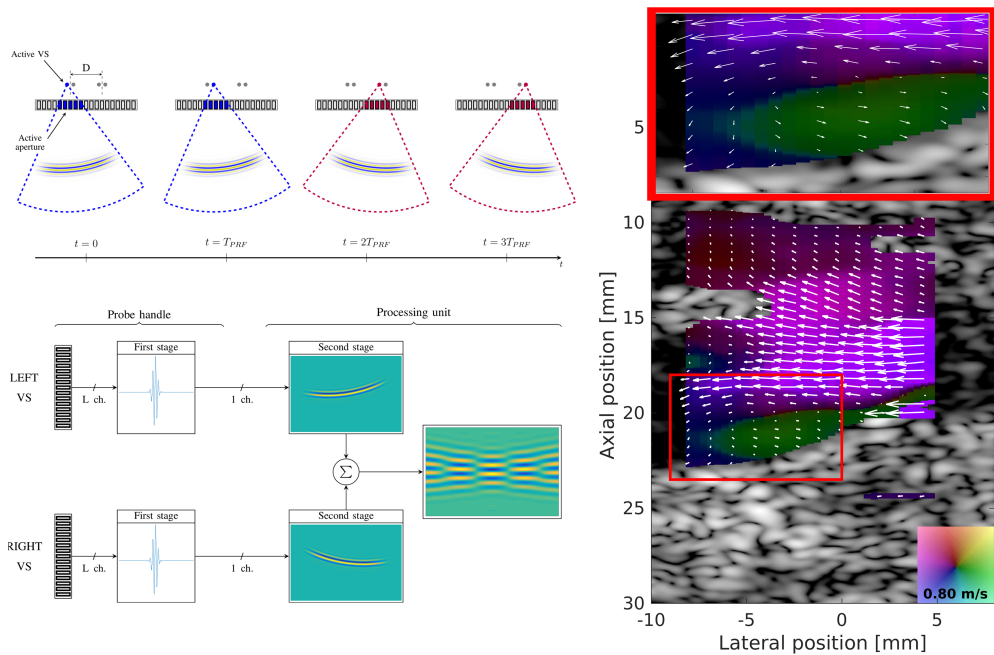 Active VS
D
Active
aperture
t = 0
t = T_PRF
t = 2T_PRF
t = 3T_PRF
t
Probe handle
Processing unit
First stage
Second stage
LEFT
VS
L ch.
1 ch.
Σ
First stage
Second stage
RIGHT
VS
L ch.
1 ch.
5
10
15
20
25
30
Axial position [mm]
0.80 m/s
-10
-5
0
5
Lateral position [mm]